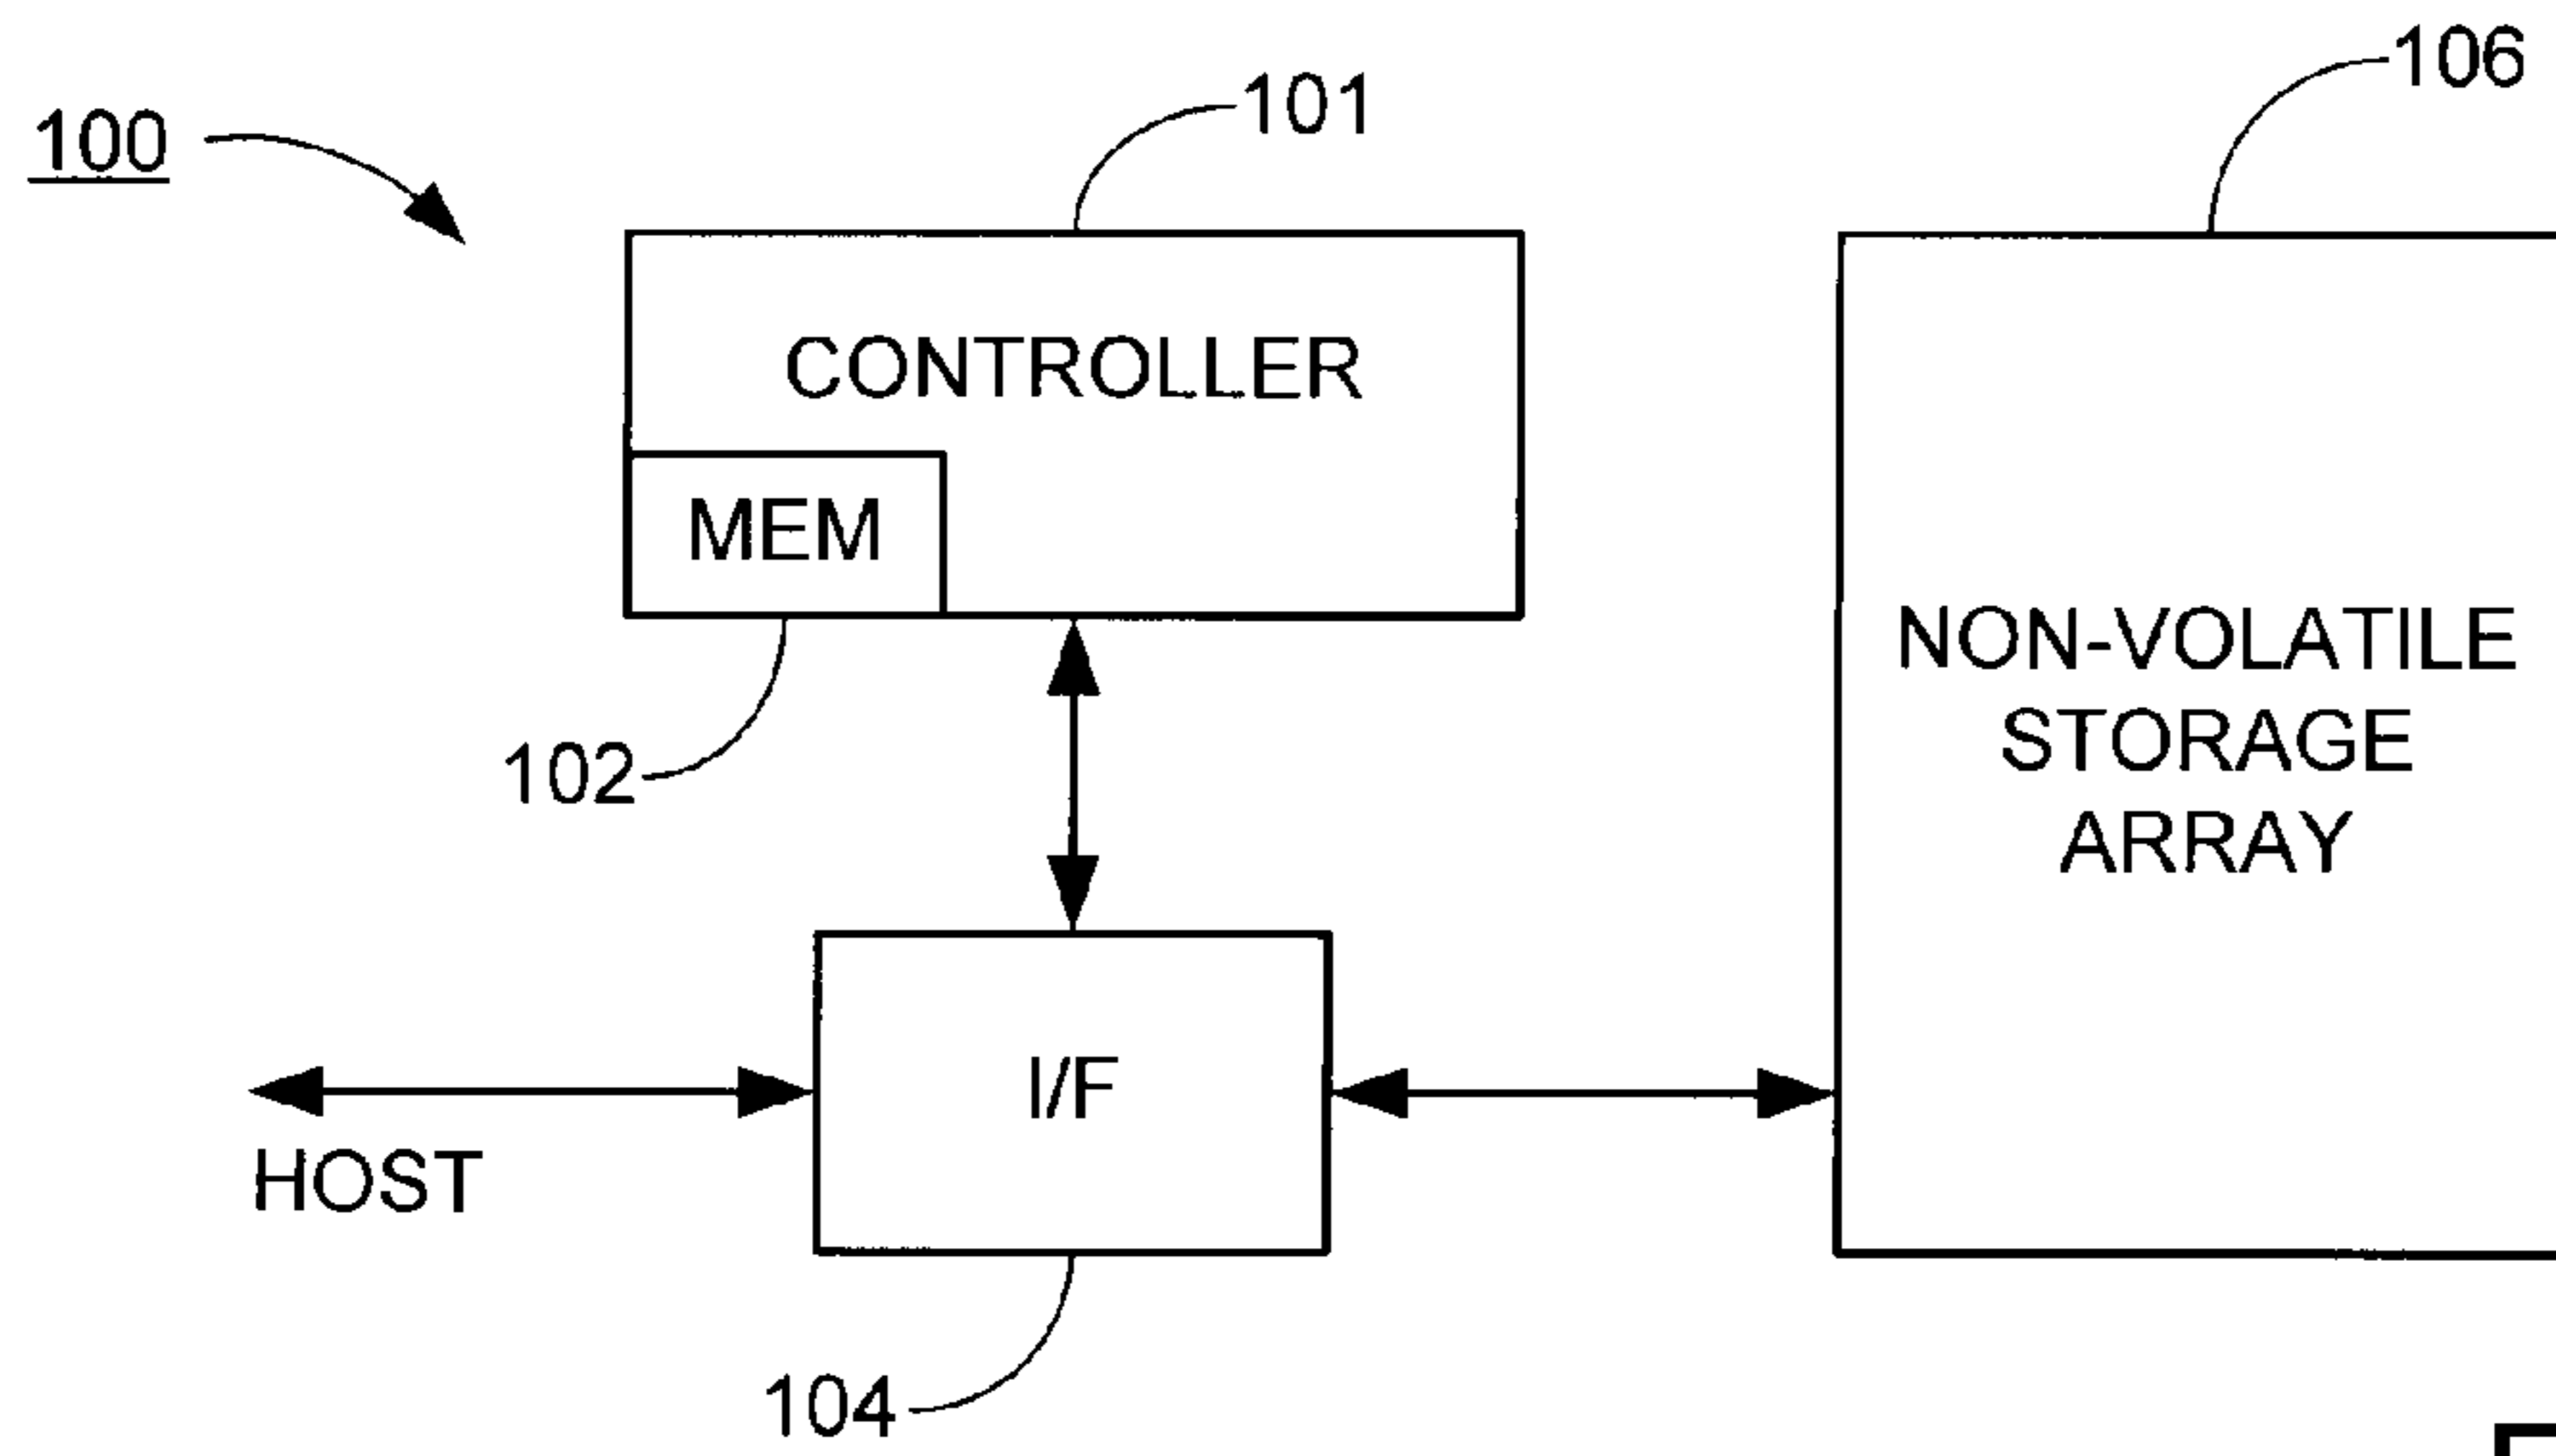 106
101
100
CONTROLLER
MEM
102
NON-VOLATILE
STORAGE
ARRAY
I/F
HOST
104